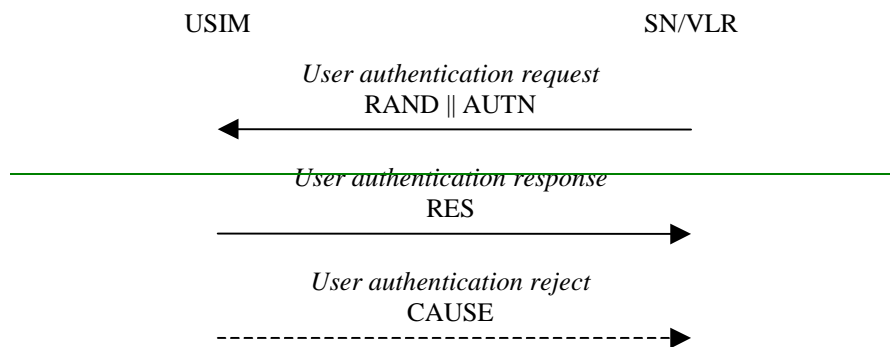 USIM SN/VLR
User authentication request
RAND || AUTN
User authentication response
RES
User authentication reject
CAUSE